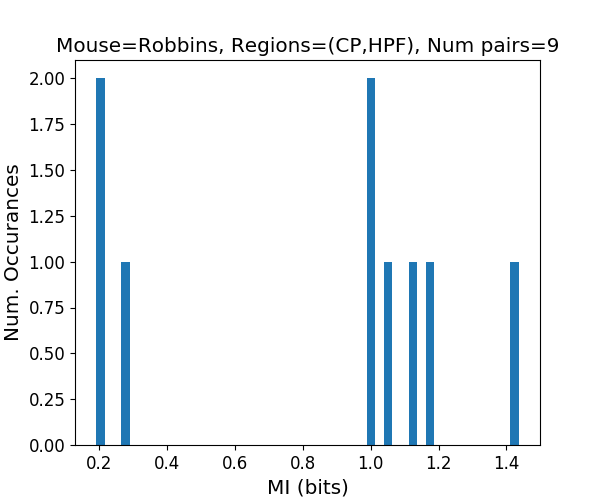 Mouse=Robbins, Regions=(CP,HPF), Num pairs=9
2.00
1.75
1.50
1.25
1.00
0.75
0.50
0.25
0.00
Num. Occurances
0.2 0.4 0.6 0.8 1.0 1.2 1.4
MI (bits)